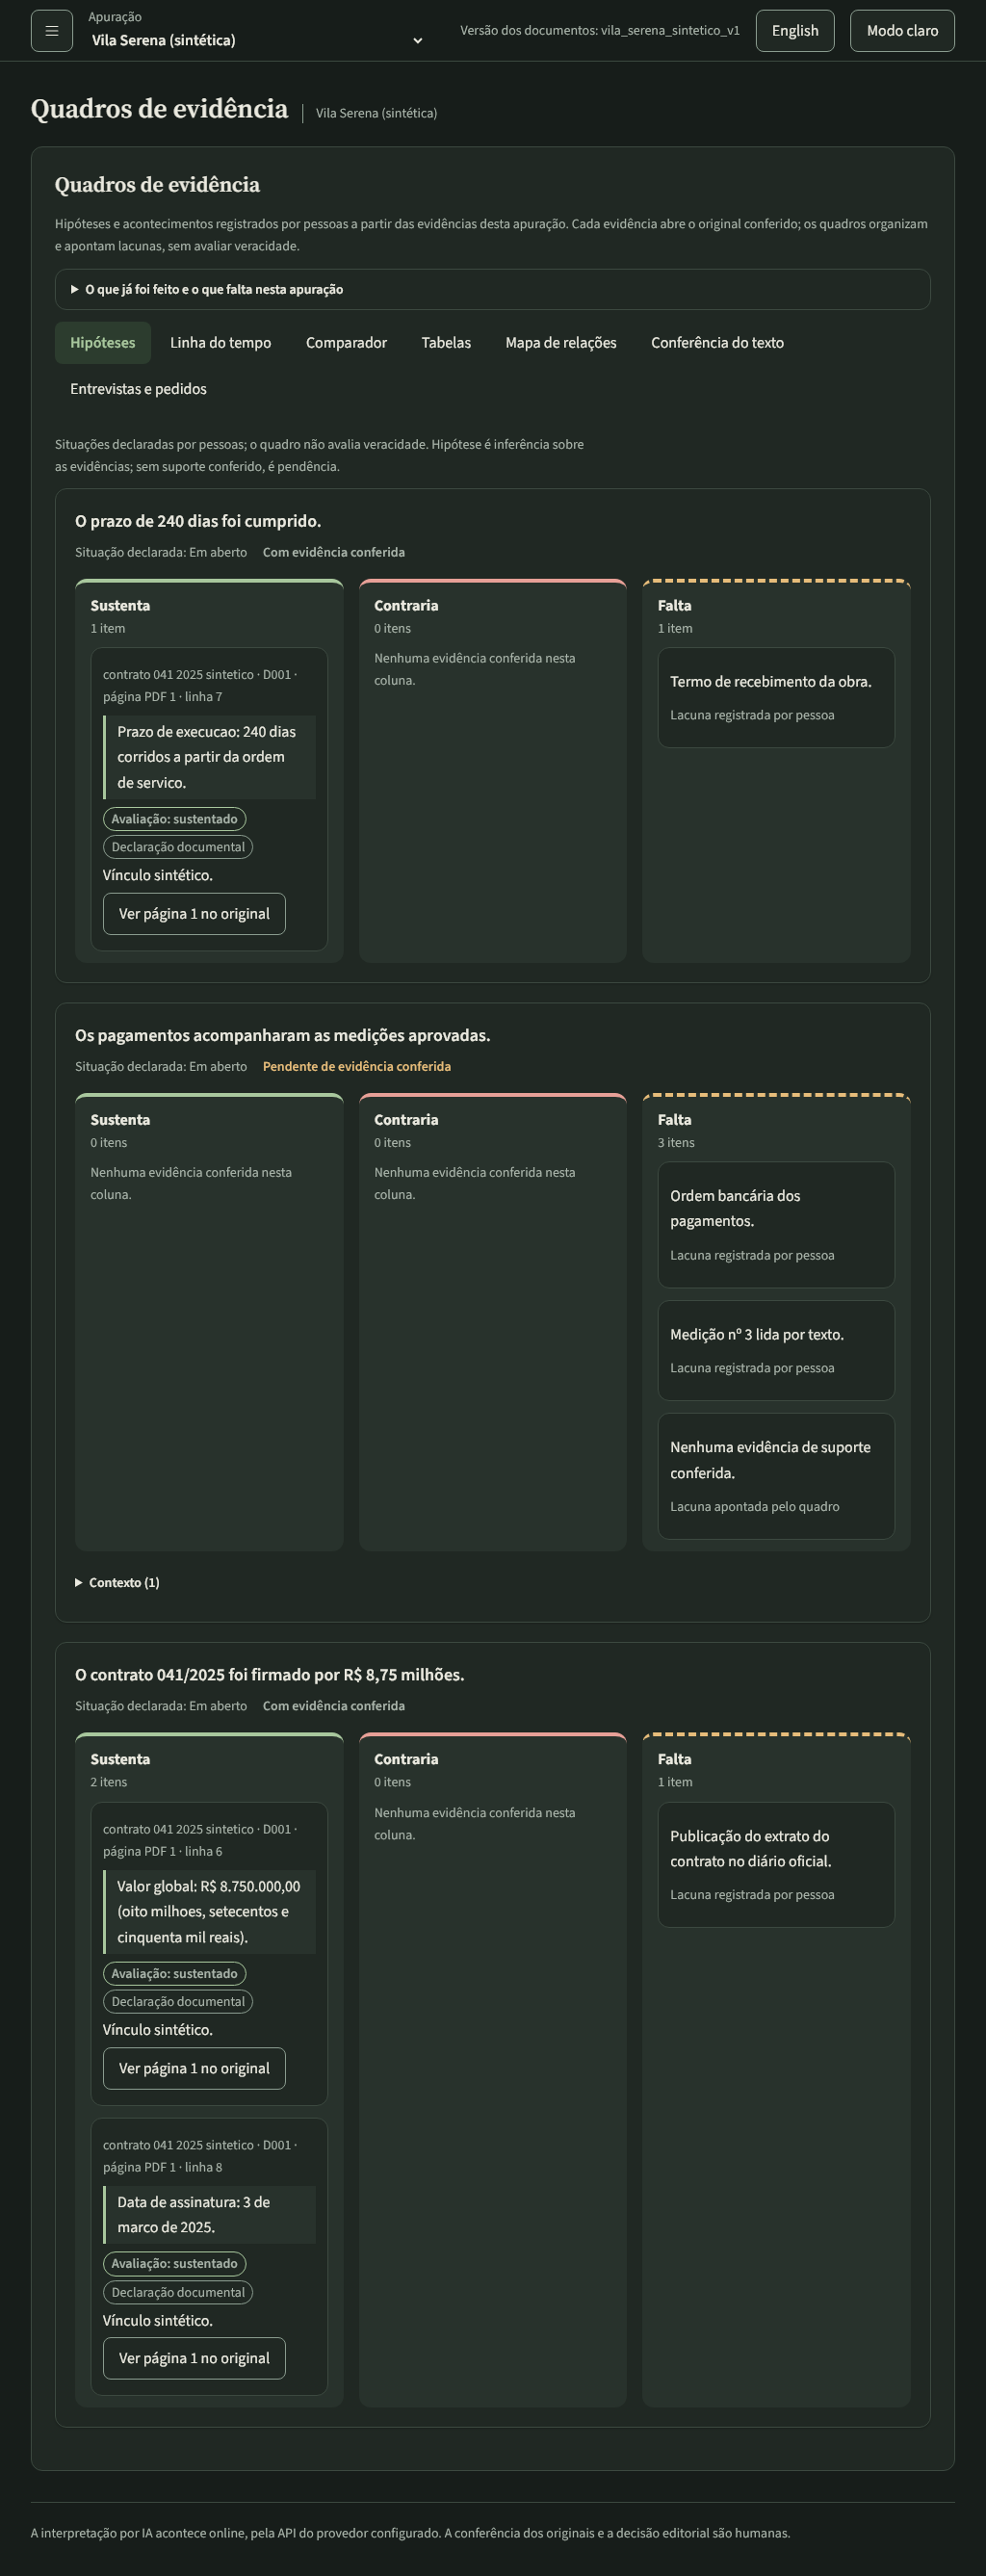 Apuração
Vila Serena (sintética)
Versão dos documentos: vila_serena_sintetico_v1
English
Modo claro
Quadros de evidência
Vila Serena (sintética)
Quadros de evidência
Hipóteses e acontecimentos registrados por pessoas a partir das evidências desta apuração. Cada evidência abre o original conferido; os quadros organizam
e apontam lacunas, sem avaliar veracidade.
O que já foi feito e o que falta nesta apuração
Hipóteses
Linha do tempo
Comparador
Tabelas
Mapa de relações
Conferência do texto
Entrevistas e pedidos
Situações declaradas por pessoas; o quadro não avalia veracidade. Hipótese é inferência sobre
as evidências; sem suporte conferido, é pendência.
O prazo de 240 dias foi cumprido.
Situação declarada: Em aberto
Com evidência conferida
Sustenta
1 item
contrato 041 2025 sintetico · D001 ·
página PDF 1 · linha 7
Prazo de execucao: 240 dias
corridos a partir da ordem
de servico.
Avaliação: sustentado
Declaração documental
Vínculo sintético.
Ver página 1 no original
Contraria
0 itens
Nenhuma evidência conferida nesta
coluna.
Falta
1 item
Termo de recebimento da obra.
Lacuna registrada por pessoa
Os pagamentos acompanharam as medições aprovadas.
Situação declarada: Em aberto
Pendente de evidência conferida
Sustenta
0 itens
Nenhuma evidência conferida nesta
coluna.
Contraria
0 itens
Nenhuma evidência conferida nesta
coluna.
Falta
3 itens
Ordem bancária dos
pagamentos.
Lacuna registrada por pessoa
Medição nº 3 lida por texto.
Lacuna registrada por pessoa
Nenhuma evidência de suporte
conferida.
Lacuna apontada pelo quadro
Contexto (1)
O contrato 041/2025 foi firmado por R$ 8,75 milhões.
Situação declarada: Em aberto
Com evidência conferida
Sustenta
2 itens
contrato 041 2025 sintetico · D001 ·
página PDF 1 · linha 6
Valor global: R$ 8.750.000,00
(oito milhoes, setecentos e
cinquenta mil reais).
Avaliação: sustentado
Declaração documental
Vínculo sintético.
Ver página 1 no original
contrato 041 2025 sintetico · D001 ·
página PDF 1 · linha 8
Data de assinatura: 3 de
marco de 2025.
Avaliação: sustentado
Declaração documental
Vínculo sintético.
Ver página 1 no original
Contraria
0 itens
Nenhuma evidência conferida nesta
coluna.
Falta
1 item
Publicação do extrato do
contrato no diário oficial.
Lacuna registrada por pessoa
A interpretação por IA acontece online, pela API do provedor configurado. A conferência dos originais e a decisão editorial são humanas.